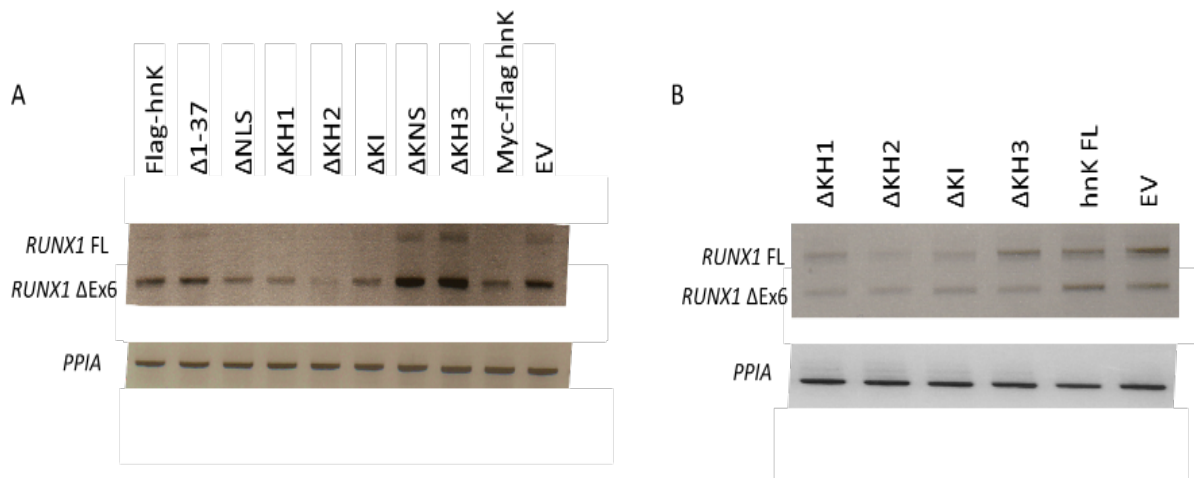 A
Flag-hnK
Δ1-37
ΔNLS
ΔKH1
ΔKH2
ΔKI
ΔKNS
ΔKH3
Myc-flag hnK
EV
RUNX1 FL
RUNX1 ΔEx6
PPIA
B
ΔKH1
ΔKH2
ΔKI
ΔKH3
hnK FL
EV
RUNX1 FL
RUNX1 ΔEx6
PPIA